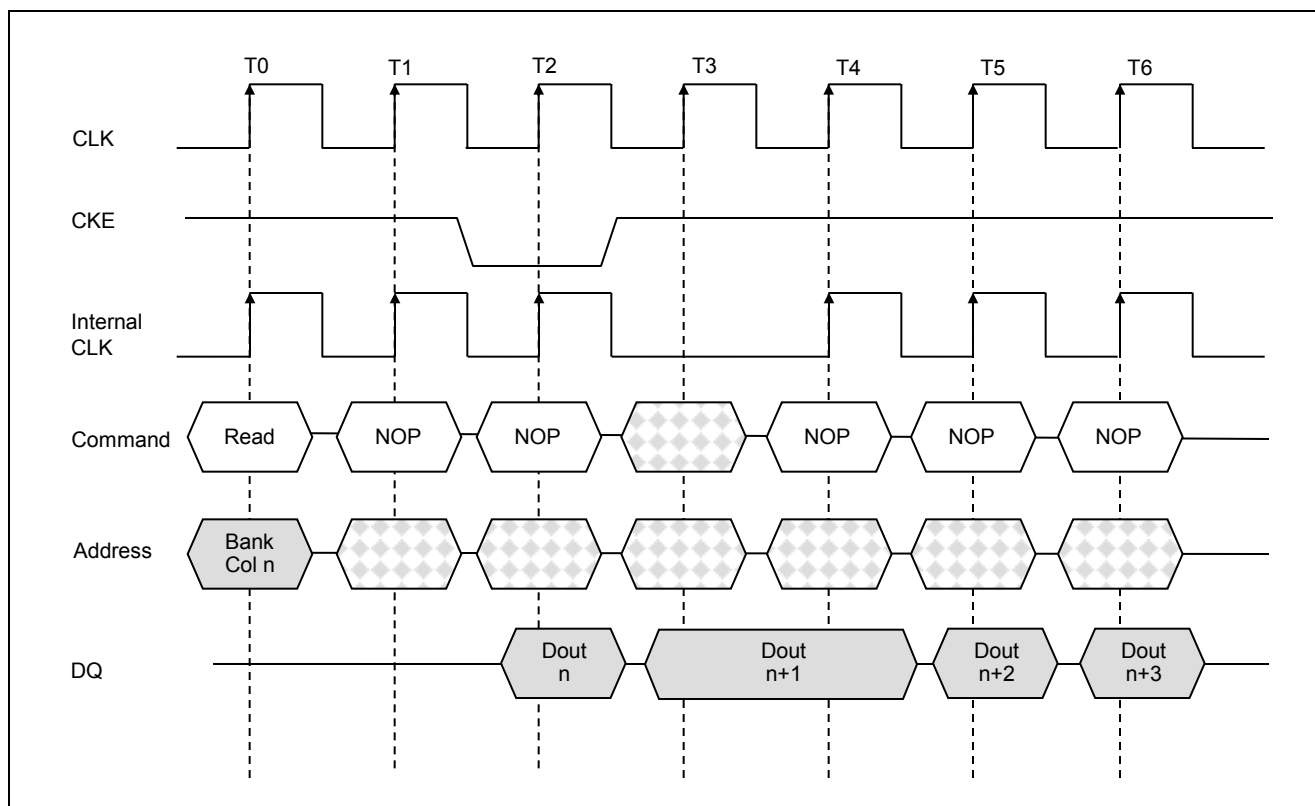 T0 T1 T2 T3 T4 T5 T6
CLK
CKE
Internal
CLK
Command Read NOP NOP NOP NOP NOP
Address Bank
Col n
DQ Dout
n Dout
n+1 Dout
n+2 Dout
n+3